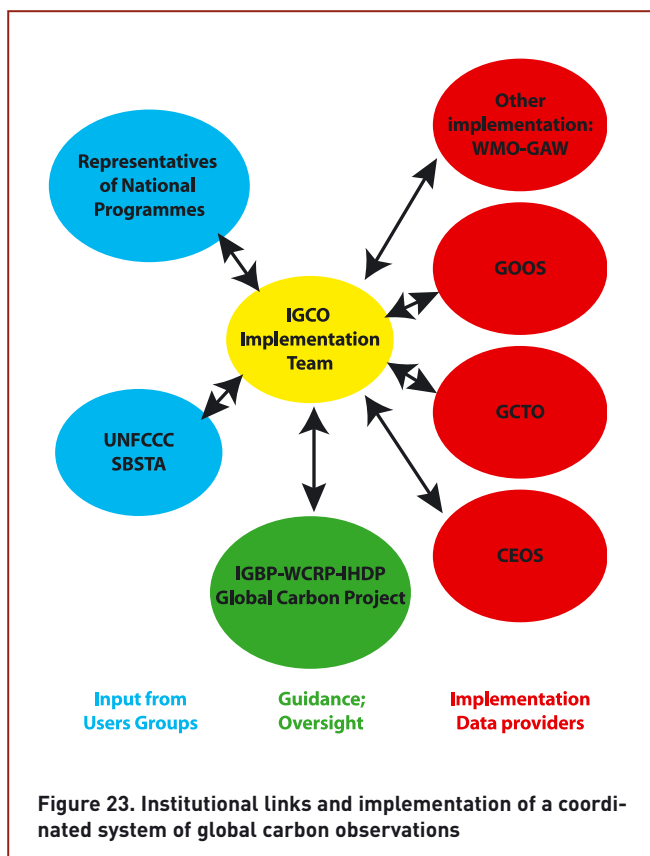 Representatives
of National
Programmes
Other
implementation:
WMO-GAW
GOOS
IGCO
Implementation
Team
GCTO
UNFCCC
SBSTA
CEOS
IGBP-WCRP-IHDP
Global Carbon Project
Input from
Users Groups
Guidance;
Oversight
Implementation
Data providers
Figure 23. Institutional links and implementation of a coordi-
nated system of global carbon observations